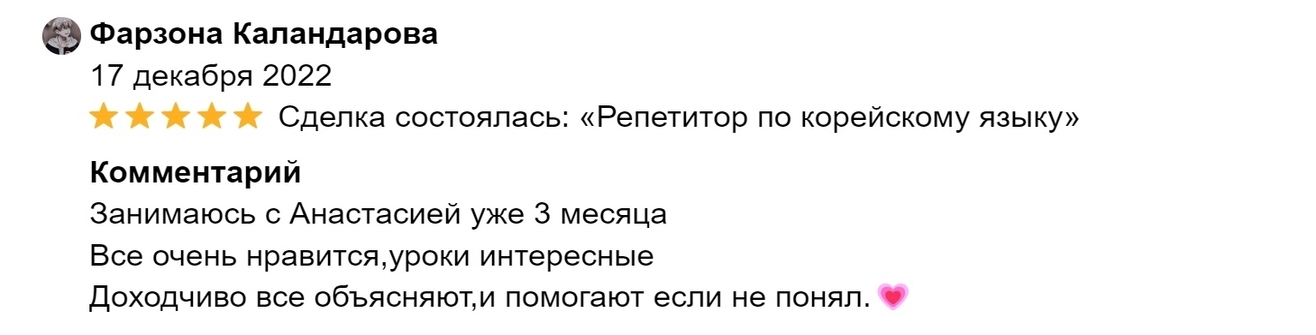 Фарзона Каландарова
17 декабря 2022
Сделка состоялась: «Репетитор по корейскому языку»
Комментарий
Занимаюсь с Анастасией уже 3 месяца
Все очень нравится,уроки интересные
Доходчиво все объясняют,и помогают если не понял.💗